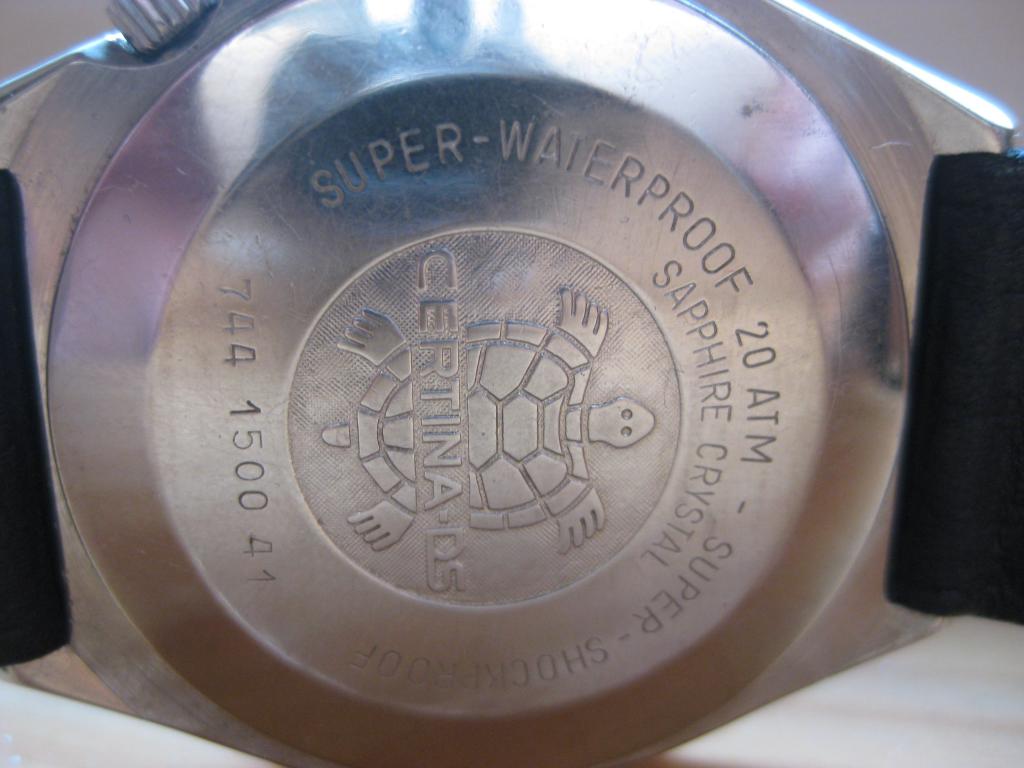 SUPER-WATERPROOF 20 ATM - SUPER-SHOCKPROOF
SAPPHIRE CRYSTAL
CERTINA-DS
744 1500 41